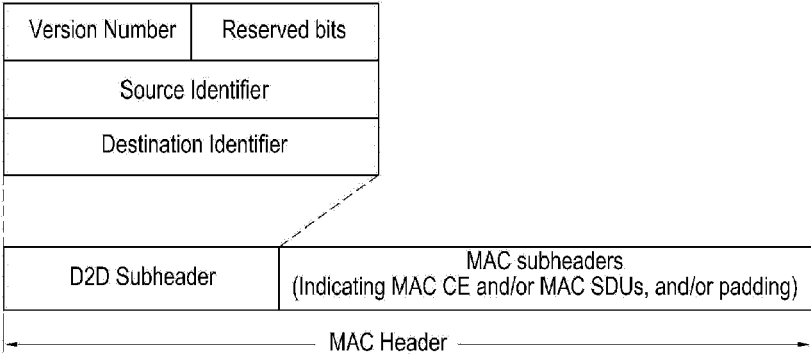 Version Number Reserved bits
Source Identifier
Destination Identifier
D2D Subheader
MAC subheaders
(Indicating MAC CE and/or MAC SDUs, and/or padding)
MAC Header